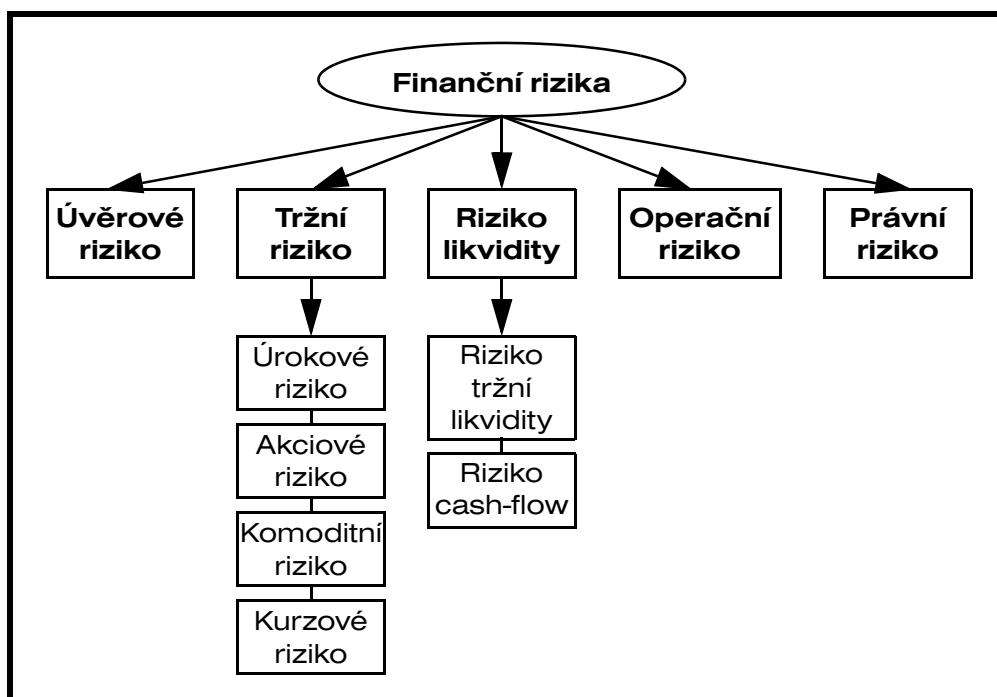 Finanční rizika
Úvěrové
riziko
Tržní
riziko
Riziko
likvidity
Operační
riziko
Právní
riziko
Úrokové
riziko
Akciové
riziko
Komoditní
riziko
Kurzové
riziko
Riziko
tržní
likvidity
Riziko
cash-flow